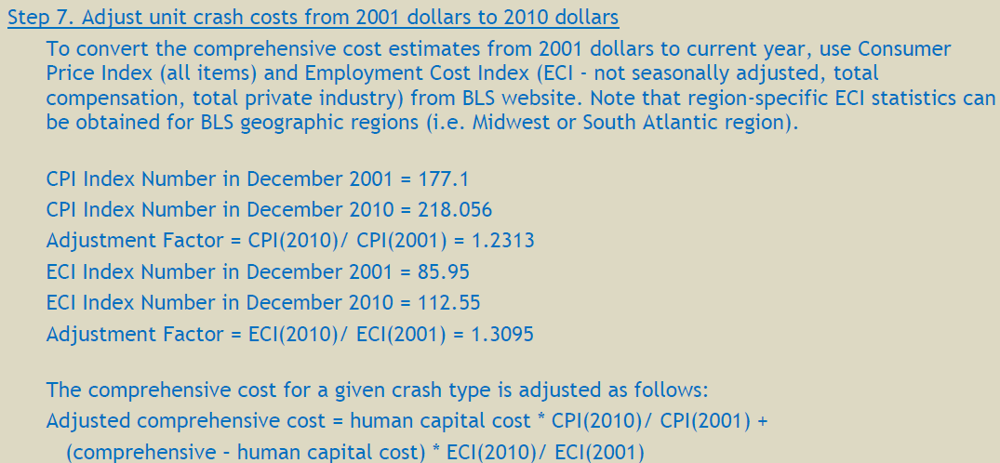 Step 7. Adjust unit crash costs from 2001 dollars to 2010 dollars
To convert the comprehensive cost estimates from 2001 dollars to current year, use Consumer
Price Index (all items) and Employment Cost Index (ECI - not seasonally adjusted, total
compensation, total private industry) from BLS website. Note that region-specific ECI statistics can
be obtained for BLS geographic regions (i.e. Midwest or South Atlantic region).
CPI Index Number in December 2001 = 177.1
CPI Index Number in December 2010 = 218.056
Adjustment Factor = CPI(2010)/ CPI(2001) = 1.2313
ECI Index Number in December 2001 = 85.95
ECI Index Number in December 2010 = 112.55
Adjustment Factor = ECI(2010)/ ECI(2001) = 1.3095
The comprehensive cost for a given crash type is adjusted as follows:
Adjusted comprehensive cost = human capital cost * CPI(2010)/ CPI(2001) +
(comprehensive – human capital cost) * ECI(2010)/ ECI(2001)